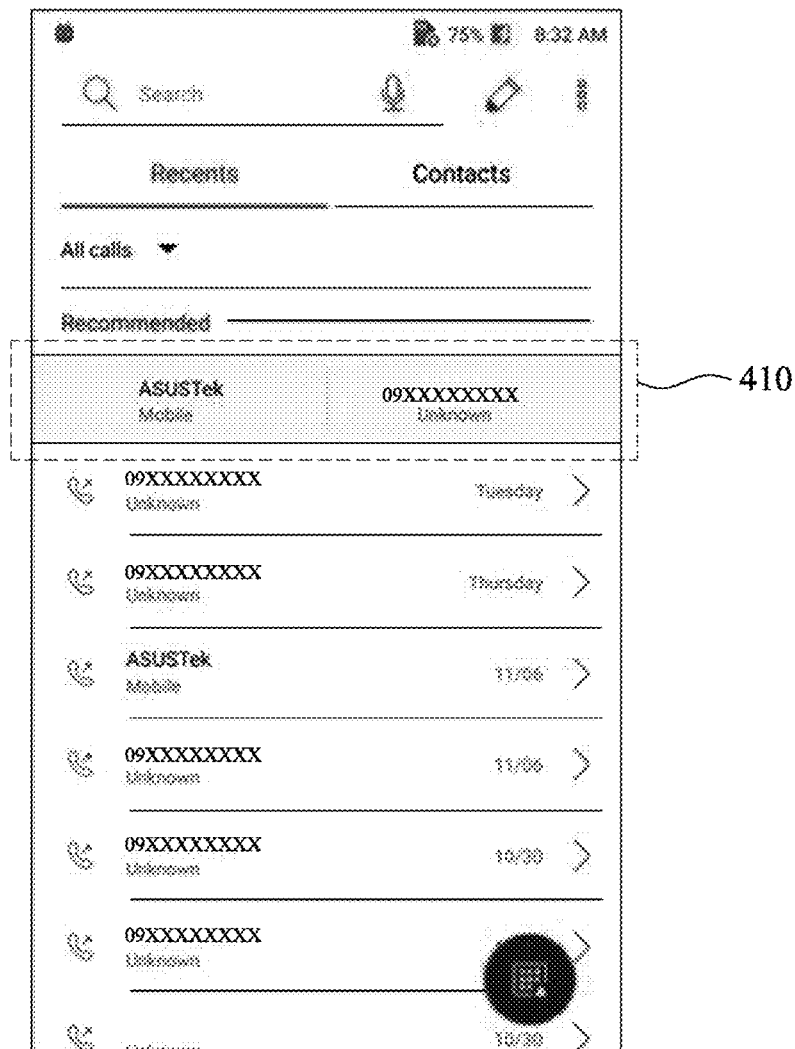 75% 8:32 AM
Search
Recents Contacts
All calls
Recommended
ASUSTek 09XXXXXXXX
Mobile Unknown
410
09XXXXXXXX
Unknown Tuesday
09XXXXXXXX
Unknown Thursday
ASUSTek
Mobile 11/06
09XXXXXXXX
Unknown 11/06
09XXXXXXXX
Unknown 10/30
09XXXXXXXX
Unknown
Unknown 10/30